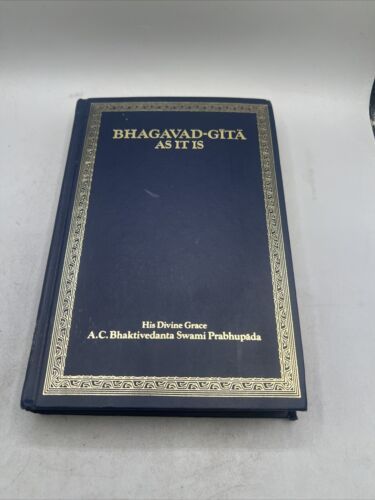 BHAGAVAD-GĪTĀ
AS IT IS
His Divine Grace
A.C. Bhaktivedanta Swami Prabhupāda